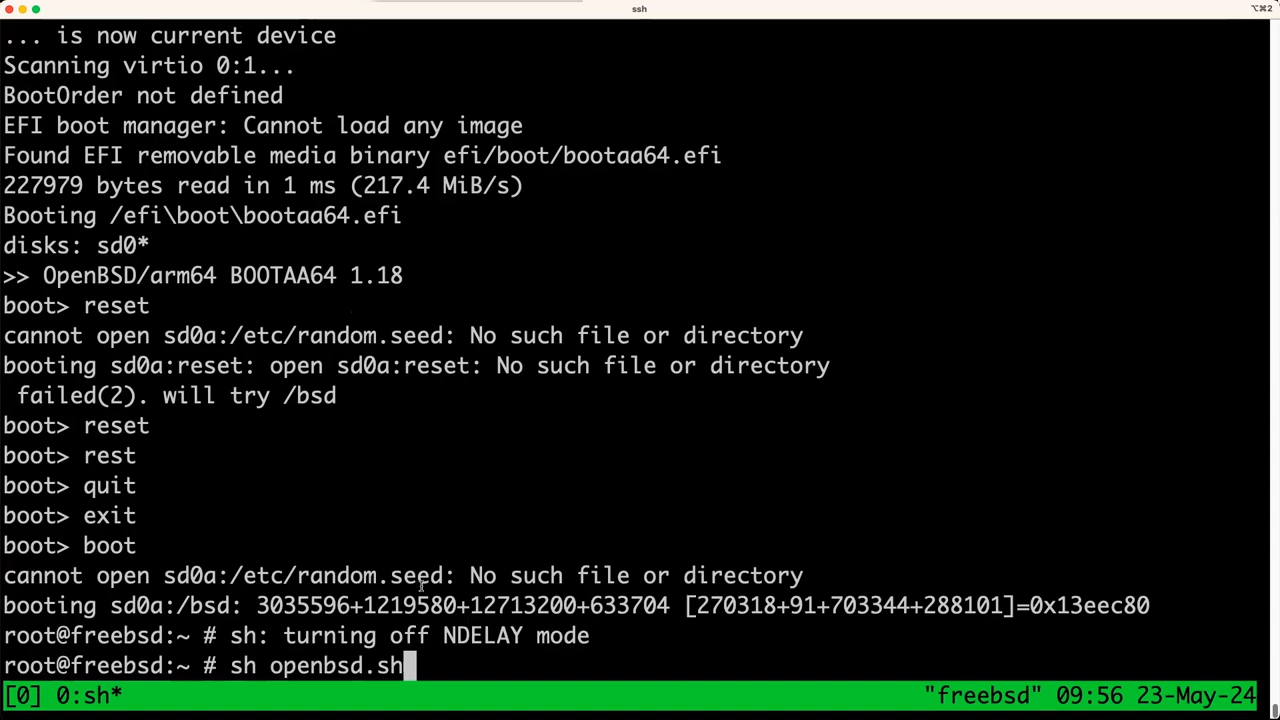 ssh
⌥⌘2
... is now current device
Scanning virtio 0:1...
BootOrder not defined
EFI boot manager: Cannot load any image
Found EFI removable media binary efi/boot/bootaa64.efi
227979 bytes read in 1 ms (217.4 MiB/s)
Booting /efi\boot\bootaa64.efi
disks: sd0*
>> OpenBSD/arm64 BOOTAA64 1.18
boot> reset
cannot open sd0a:/etc/random.seed: No such file or directory
booting sd0a:reset: open sd0a:reset: No such file or directory
 failed(2). will try /bsd
boot> reset
boot> rest
boot> quit
boot> exit
boot> boot
cannot open sd0a:/etc/random.seed: No such file or directory
booting sd0a:/bsd: 3035596+1219580+12713200+633704 [270318+91+703344+288101]=0x13eec80
root@freebsd:~ # sh: turning off NDELAY mode
root@freebsd:~ # sh openbsd.sh
[0] 0:sh* "freebsd" 09:56 23-May-24